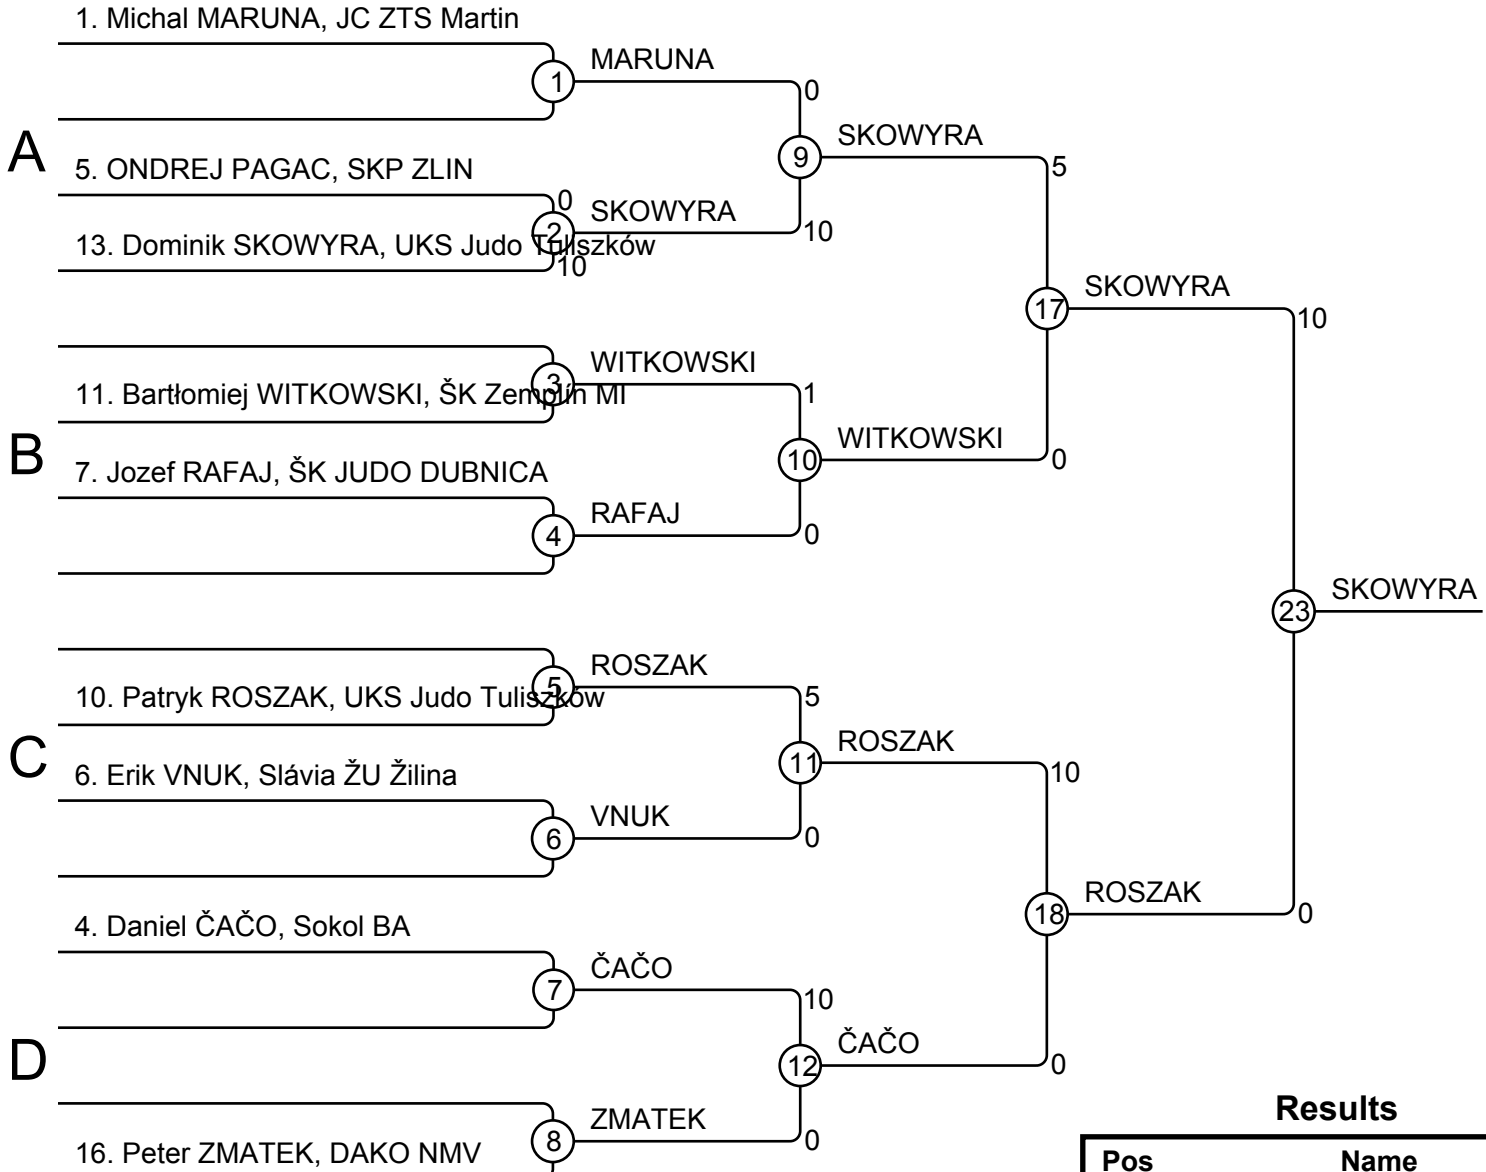 1. Michal MARUNA, JC ZTS Martin
1
MARUNA
0
A
9
SKOWYRA
5
5. ONDREJ PAGAC, SKP ZLIN
0
2
SKOWYRA
10
13. Dominik SKOWYRA, UKS Judo Tuliszków
10
17
SKOWYRA
10
3
WITKOWSKI
1
11. Bartłomiej WITKOWSKI, ŠK Zemplín MI
B
10
WITKOWSKI
0
7. Jozef RAFAJ, ŠK JUDO DUBNICA
4
RAFAJ
0
23
SKOWYRA
5
ROSZAK
5
10. Patryk ROSZAK, UKS Judo Tuliszków
C
11
ROSZAK
10
6. Erik VNUK, Slávia ŽU Žilina
6
VNUK
0
18
ROSZAK
0
4. Daniel ČAČO, Sokol BA
7
ČAČO
10
D
12
ČAČO
0
8
ZMATEK
0
16. Peter ZMATEK, DAKO NMV
Results
Pos Name